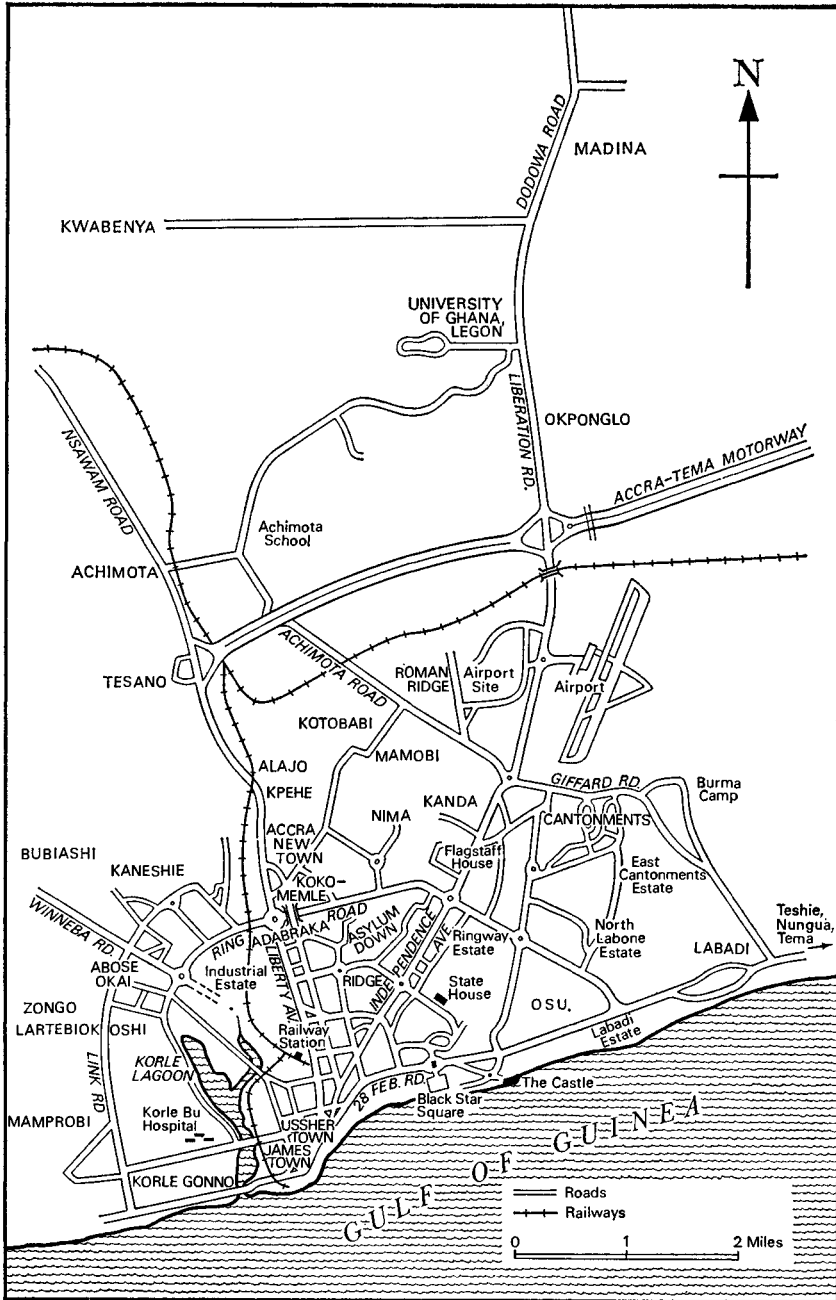 N
DODOWA ROAD
MADINA
KWABENYA
UNIVERSITY
OF GHANA,
LEGON
LIBERATION RD.
OKPONGLO
NSAWAM ROAD
ACCRA-TEMA MOTORWAY
Achimota
School
ACHIMOTA
ACHIMOTA ROAD
TESANO
ROMAN
RIDGE
Airport
Site
Airport
KOTOBABI
MAMOBI
ALAJO
KPEHE
GIFFARD RD.
Burma
Camp
KANDA
NIMA
CANTONMENTS
ACCRA
NEW
TOWN
Flagstaff
House
BUBIASHI
KANESHIE
East
Cantonments
Estate
KOKO-
MEMLE
WINNEBA RD.
RING ROAD
ADABRAKA
ASYLUM
DOWN
INDEPENDENCE AVE
Ringway
Estate
North
Labone
Estate
Teshie,
Nungua,
Tema
LABADI
ABOSE
OKAI
Industrial
Estate
LIBERTY AV.
RIDGE
State
House
OSU.
ZONGO
LARTEBIOKOSHI
Labadi
Estate
Railway
Station
KORLE
LAGOON
LINK RD
28 FEB. RD.
The Castle
Black Star
Square
MAMPROBI
Korle Bu
Hospital
USSHER
TOWN
JAMES
TOWN
KORLE GONNO
GULF OF GUINEA
Roads
Railways
0 1 2 Miles